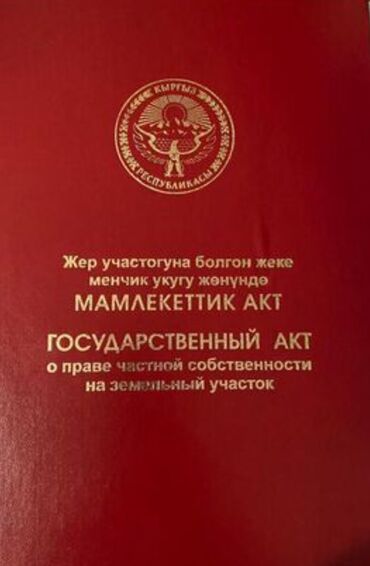 КЫРГЫЗ
РЕСПУБЛИКАСЫ
Жер участогуна болгон жеке
менчик укугу жөнүндө
МАМЛЕКЕТТИК АКТ
ГОСУДАРСТВЕННЫЙ АКТ
о праве частной собственности
на земельный участок